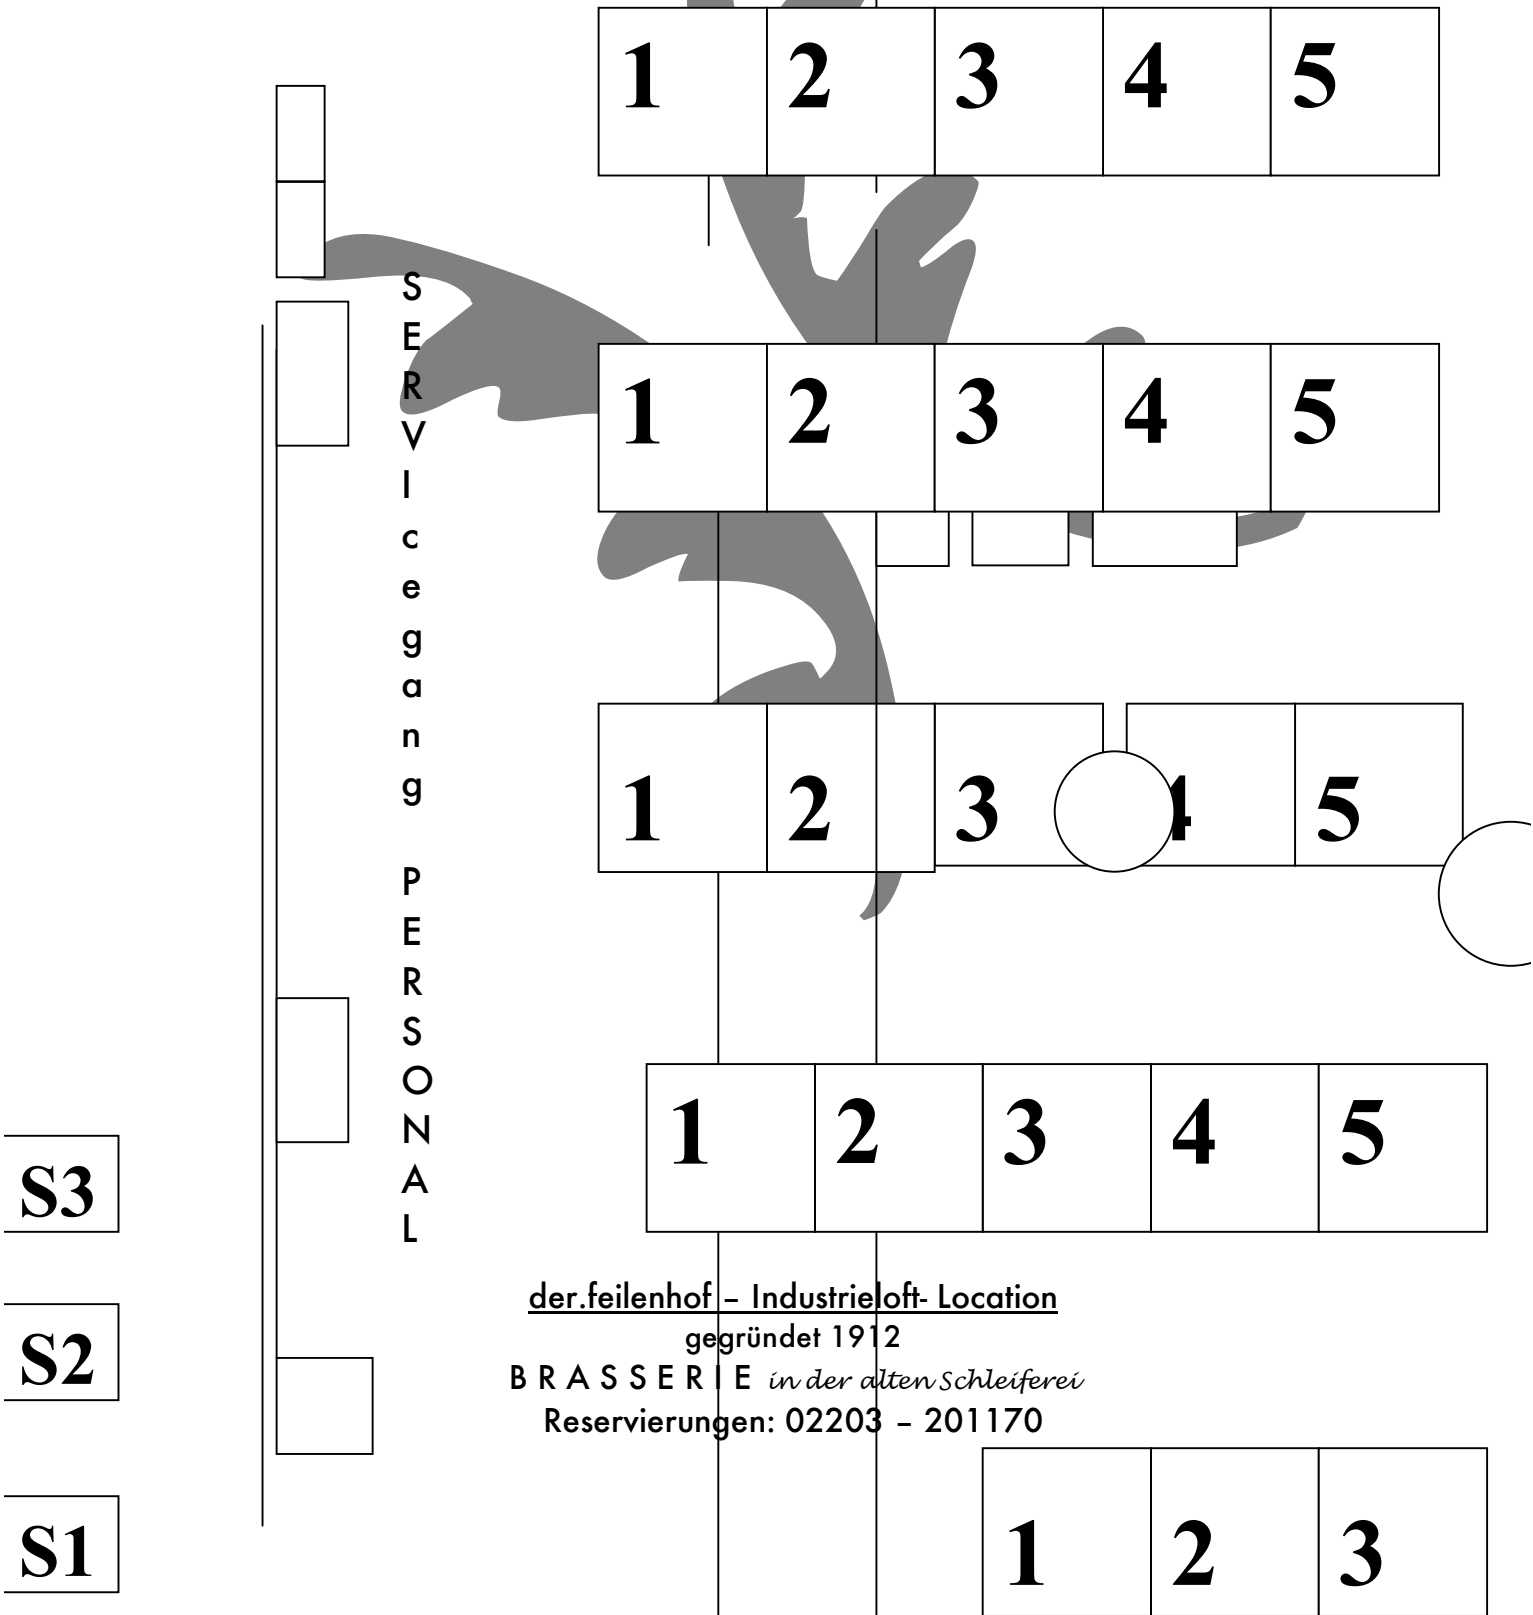 1 2 3 4 5
1 2 3 4 5
SERVIcegang PERSONAL
1 2 3 4 5
1 2 3 4 5
S3
der.feilenhof – Industrieloft- Location
gegründet 1912
S2
B R A S S E R I E in der alten Schleiferei
Reservierungen: 02203 – 201170
S1
1 2 3